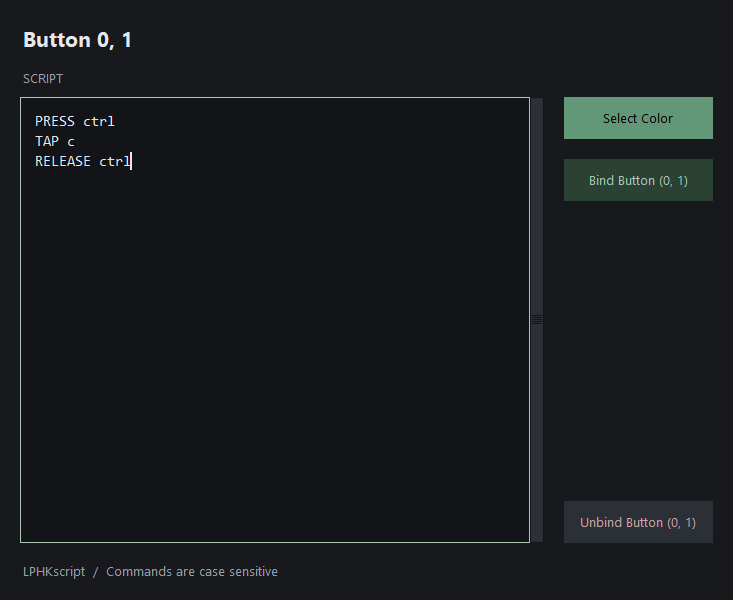 Button 0, 1
SCRIPT
PRESS ctrl
TAP c
RELEASE ctrl
Select Color
Bind Button (0, 1)
Unbind Button (0, 1)
LPHKscript / Commands are case sensitive